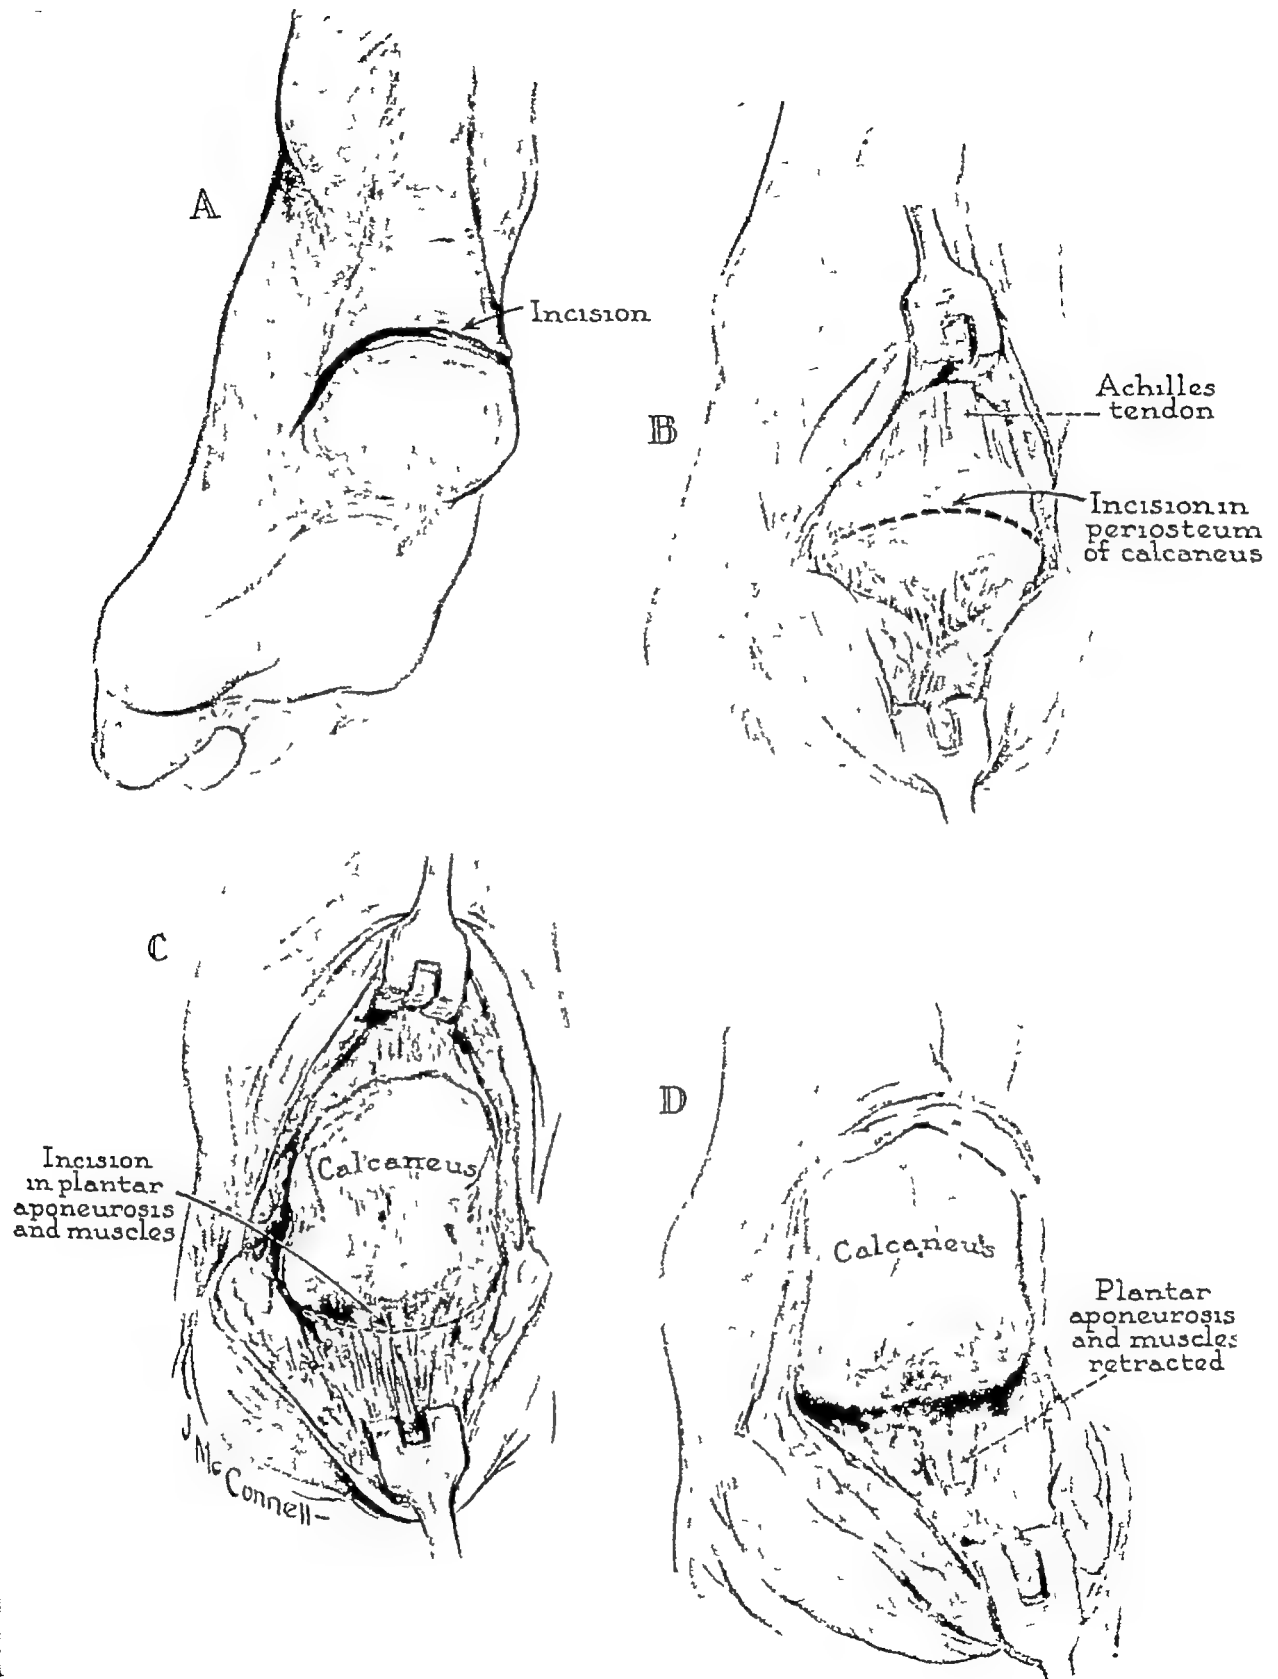 A
Incision
B
Achilles
tendon
Incision in
periosteum
of calcaneus
C
Calcaneus
Incision
in plantar
aponeurosis
and muscles
J McConnell-
D
Calcaneus
Plantar
aponeurosis
and muscles
retracted